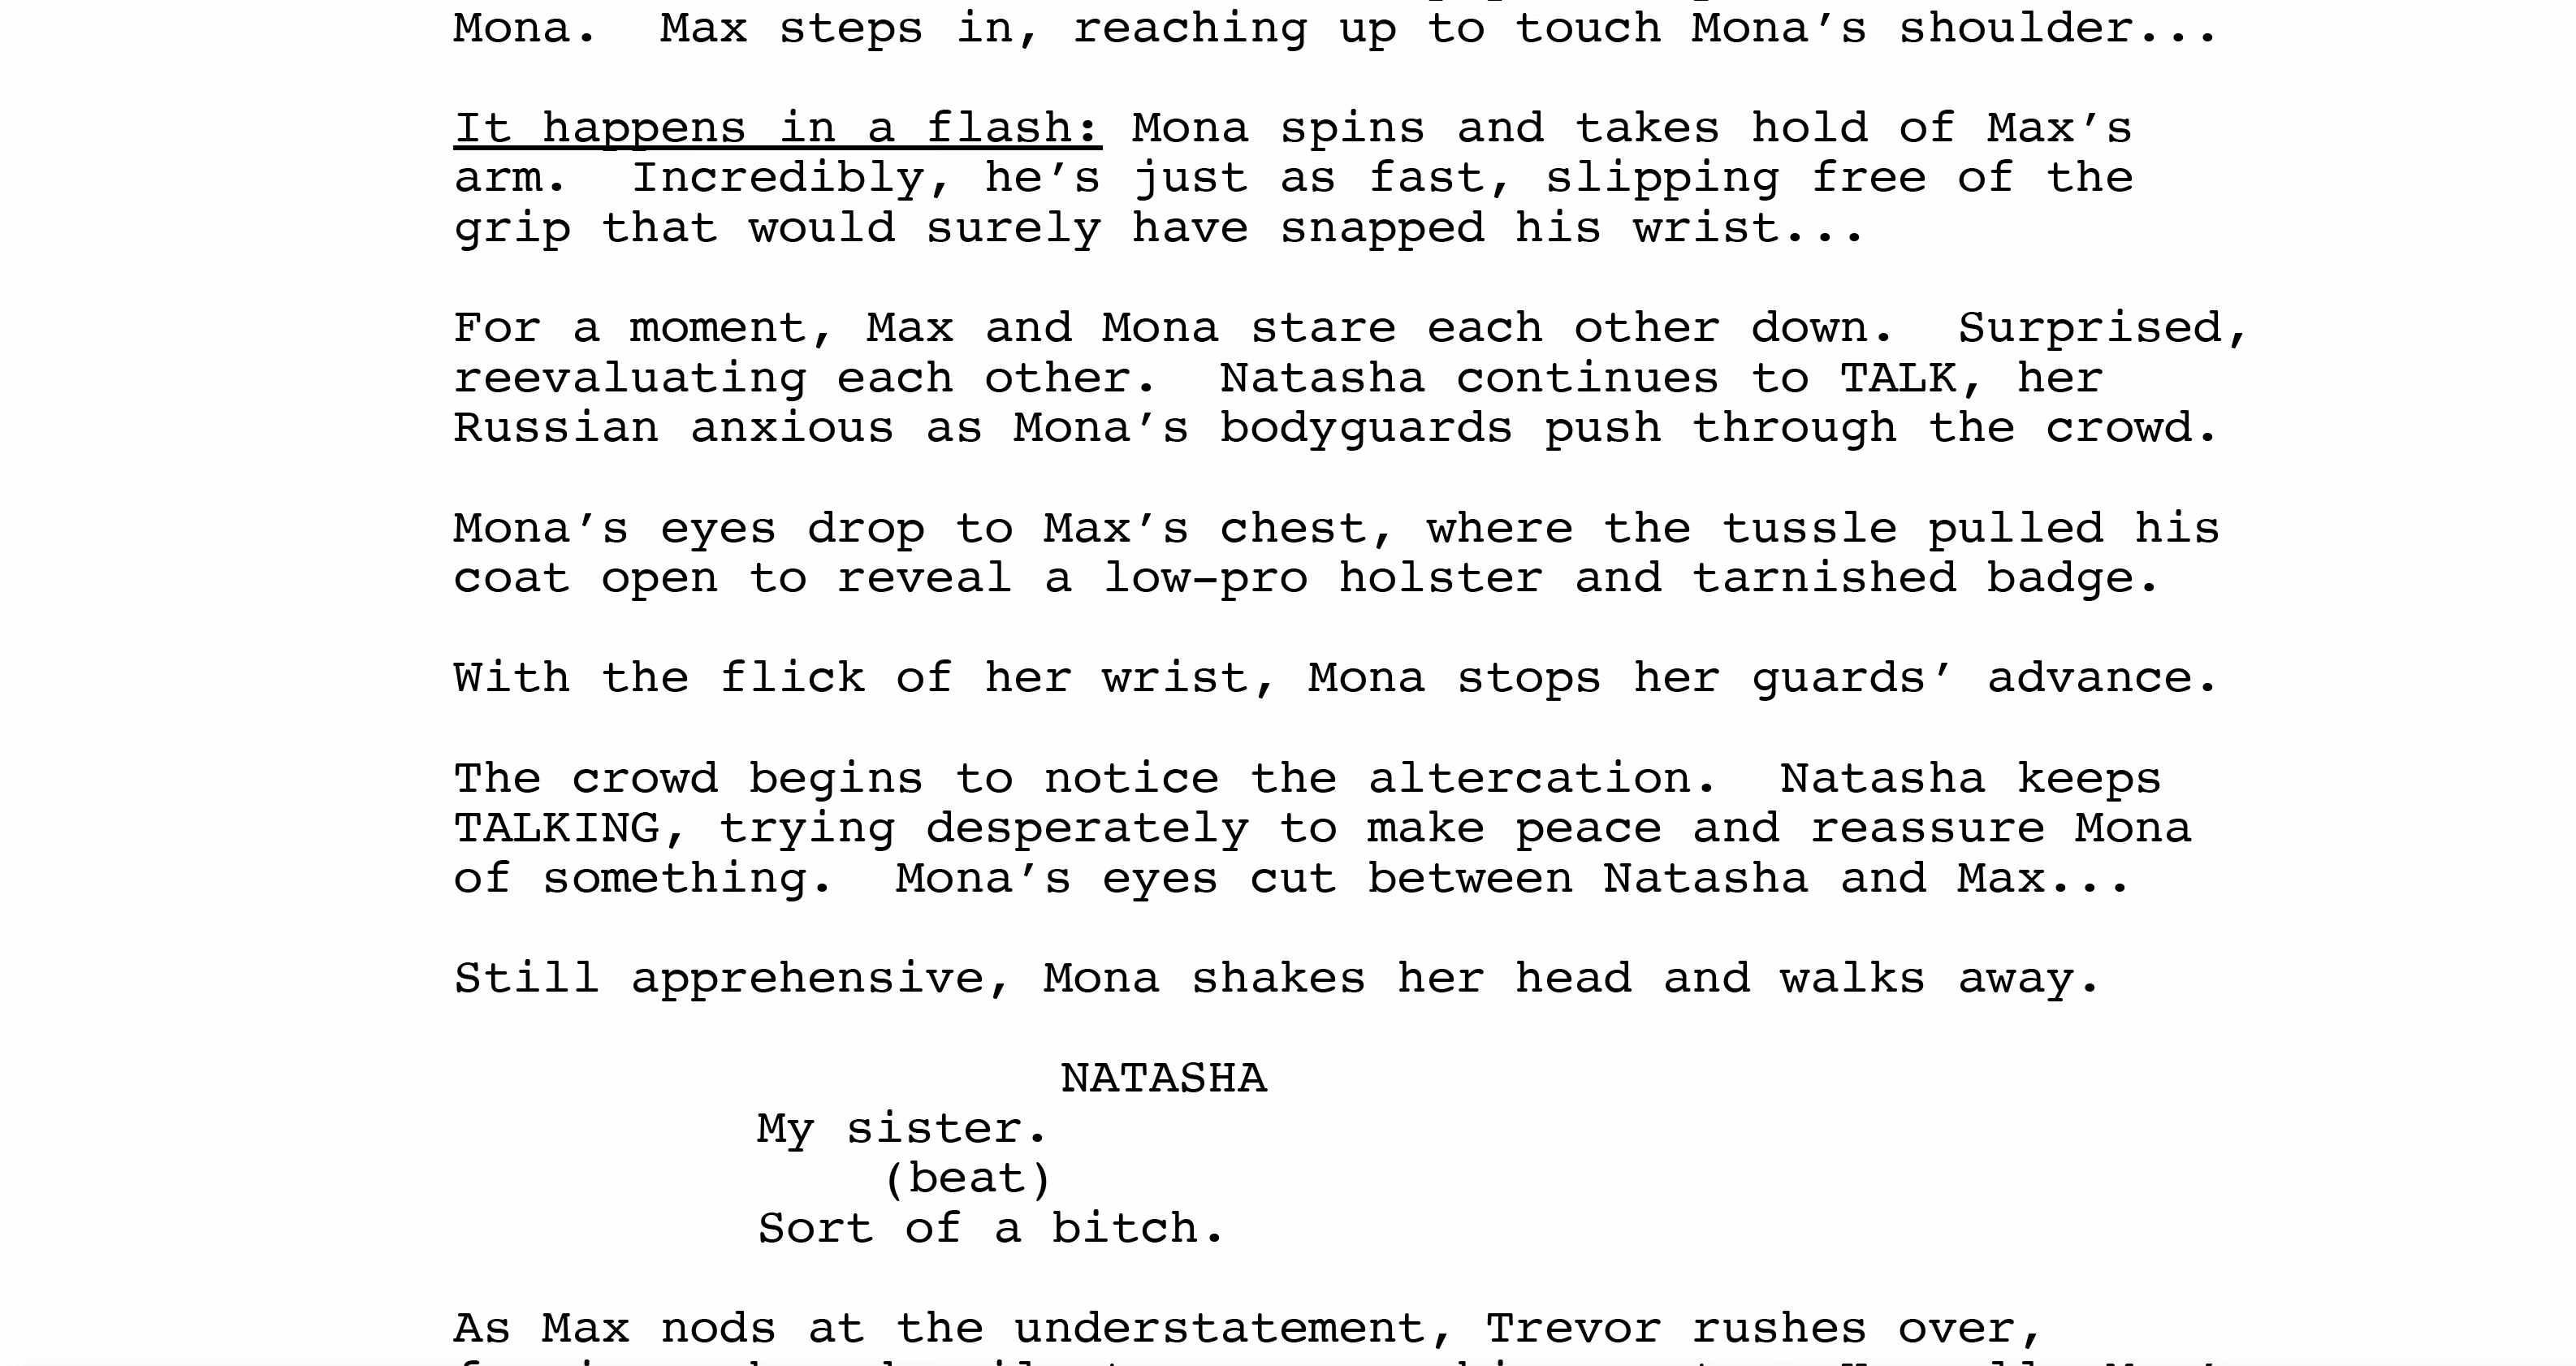 Mona.  Max steps in, reaching up to touch Mona’s shoulder...
It happens in a flash: Mona spins and takes hold of Max’s
arm.  Incredibly, he’s just as fast, slipping free of the
grip that would surely have snapped his wrist...
For a moment, Max and Mona stare each other down.  Surprised,
reevaluating each other.  Natasha continues to TALK, her
Russian anxious as Mona’s bodyguards push through the crowd.
Mona’s eyes drop to Max’s chest, where the tussle pulled his
coat open to reveal a low-pro holster and tarnished badge.
With the flick of her wrist, Mona stops her guards’ advance.
The crowd begins to notice the altercation.  Natasha keeps
TALKING, trying desperately to make peace and reassure Mona
of something.  Mona’s eyes cut between Natasha and Max...
Still apprehensive, Mona shakes her head and walks away.
NATASHA
My sister.
(beat)
Sort of a bitch.
As Max nods at the understatement, Trevor rushes over,